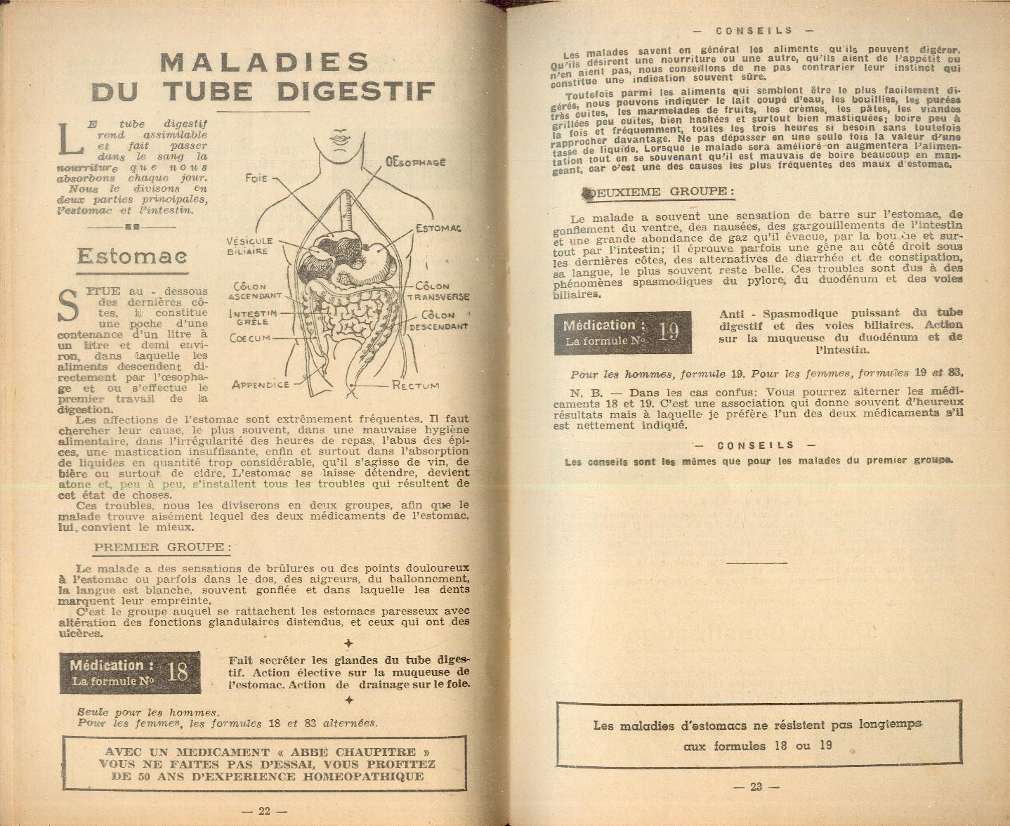 MALADIES
DU TUBE DIGESTIF
LE tube digestif
rend assimilable
et fait passer
dans le sang la
nourriture que nous
absorbons chaque jour.
Nous le divisons en
deux parties principales,
l'estomac et l'intestin.
Estomac
SITUE au - dessous
des dernières cô-
tes, il constitue
une poche d'une
contenance d'un litre à
un litre et demi envi-
ron, dans laquelle les
aliments descendent di-
rectement par l'œsopha-
ge et ou s'effectue le
premier travail de la
digestion.
OESOPHAGE
FOIE
ESTOMAC
VÉSICULE
BILIAIRE
CÔLON
ASCENDANT
CÔLON
TRANSVERSE
INTESTIN
GRÊLE
CÔLON
DESCENDANT
COECUM
APPENDICE
RECTUM
Les affections de l'estomac sont extrêmement fréquentes. Il faut
chercher leur cause, le plus souvent, dans une mauvaise hygiène
alimentaire, dans l'irrégularité des heures de repas, l'abus des épi-
ces, une mastication insuffisante, enfin et surtout dans l'absorption
de liquides en quantité trop considérable, qu'il s'agisse de vin, de
bière ou surtout de cidre. L'estomac se laisse détendre, devient
atone et, peu à peu, s'installent tous les troubles qui résultent de
cet état de choses.
Ces troubles, nous les diviserons en deux groupes, afin que le
malade trouve aisément lequel des deux médicaments de l'estomac,
lui convient le mieux.
PREMIER GROUPE :
Le malade a des sensations de brûlures ou des points douloureux
à l'estomac ou parfois dans le dos, des aigreurs, du ballonnement,
la langue est blanche, souvent gonflée et dans laquelle les dents
marquent leur empreinte.
C'est le groupe auquel se rattachent les estomacs paresseux avec
altération des fonctions glandulaires distendus, et ceux qui ont des
ulcères.
Médication :
La formule No 18
Fait secréter les glandes du tube diges-
tif. Action élective sur la muqueuse de
l'estomac. Action de drainage sur le foie.
Seule pour les hommes.
Pour les femmes, les formules 18 et 83 alternées.
AVEC UN MEDICAMENT « ABBE CHAUPITRE »
VOUS NE FAITES PAS D'ESSAI, VOUS PROFITEZ
DE 50 ANS D'EXPERIENCE HOMEOPATHIQUE
— 22 —
— CONSEILS —
Les malades savent en général les aliments qu'ils peuvent digérer.
Qu'ils désirent une nourriture ou une autre, qu'ils aient de l'appétit ou
n'en aient pas, nous conseillons de ne pas contrarier leur instinct qui
constitue une indication souvent sûre.
Toutefois parmi les aliments qui semblent être le plus facilement di-
gérés, nous pouvons indiquer le lait coupé d'eau, les bouillies, les purées
très cuites, les marmelades de fruits, les crèmes, les pâtes, les viandes
grillées peu cuites, bien hachées et surtout bien mastiquées; boire peu à
la fois et fréquemment, toutes les trois heures si besoin sans toutefois
rapprocher davantage. Ne pas dépasser en une seule fois la valeur d'une
tasse de liquide. Lorsque le malade sera amélioré on augmentera l'alimen-
tation tout en se souvenant qu'il est mauvais de boire beaucoup en man-
geant, car c'est une des causes les plus fréquentes des maux d'estomac.
DEUXIEME GROUPE :
Le malade a souvent une sensation de barre sur l'estomac, de
gonflement du ventre, des nausées, des gargouillements de l'intestin
et une grande abondance de gaz qu'il évacue, par la bouche et sur-
tout par l'intestin; il éprouve parfois une gêne au côté droit sous
les dernières côtes, des alternatives de diarrhée et de constipation,
sa langue, le plus souvent reste belle. Ces troubles sont dus à des
phénomènes spasmodiques du pylore, du duodénum et des voies
biliaires.
Médication :
La formule No 19
Anti - Spasmodique puissant du tube
digestif et des voies biliaires. Action
sur la muqueuse du duodénum et de
l'intestin.
Pour les hommes, formule 19. Pour les femmes, formules 19 et 83.
N. B. — Dans les cas confus: Vous pourrez alterner les médi-
caments 18 et 19. C'est une association qui donne souvent d'heureux
résultats mais à laquelle je préfère l'un des deux médicaments s'il
est nettement indiqué.
— CONSEILS —
Les conseils sont les mêmes que pour les malades du premier groupe.
Les maladies d'estomacs ne résistent pas longtemps
aux formules 18 ou 19
— 23 —